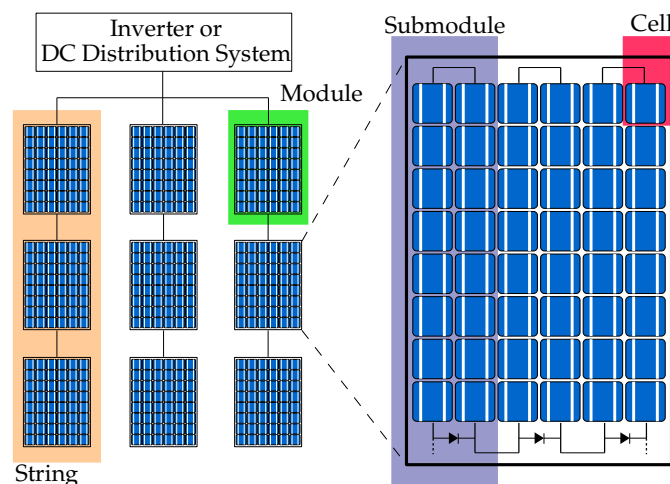 Inverter or
DC Distribution System
Module
String
Submodule
Cell